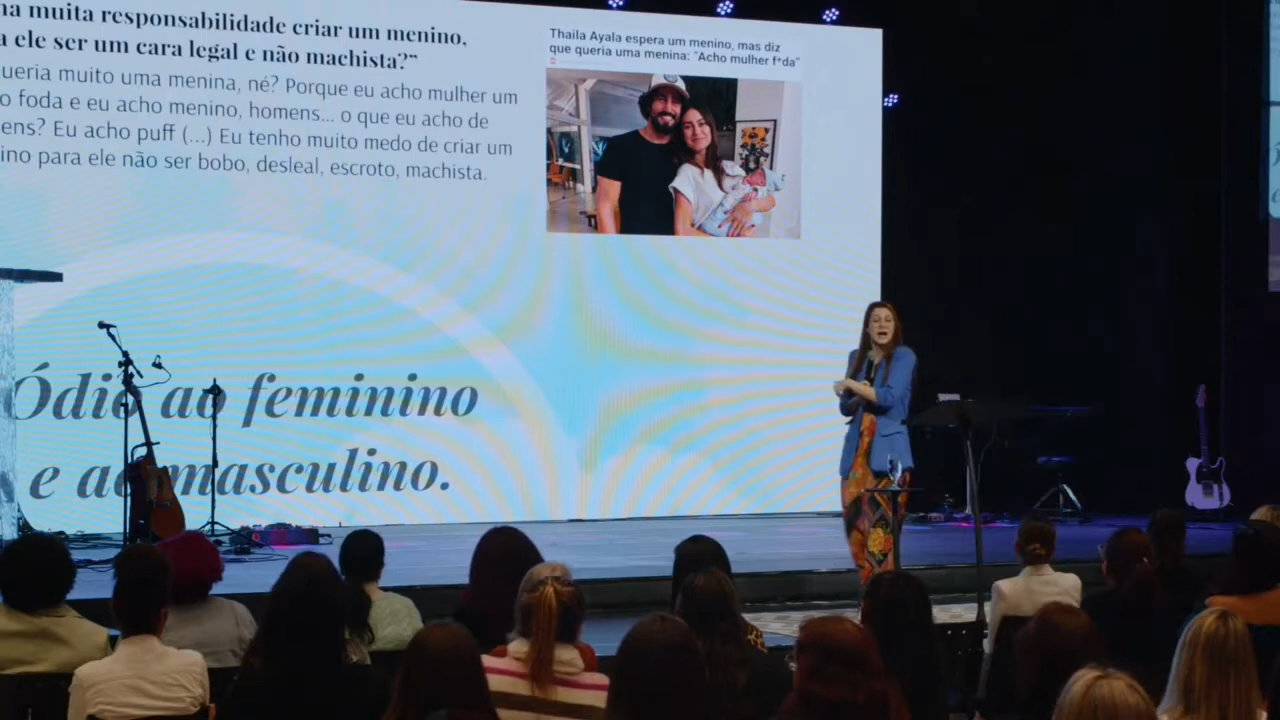 muita responsabilidade criar um menino,
ele ser um cara legal e não machista?”
ueria muito uma menina, né? Porque eu acho mulher um
o foda e eu acho menino, homens... o que eu acho de
ens? Eu acho puff (...) Eu tenho muito medo de criar um
ino para ele não ser bobo, desleal, escroto, machista.
Thaila Ayala espera um menino, mas diz
que queria uma menina: "Acho mulher f*da"
Ódio ao feminino
e ao masculino.